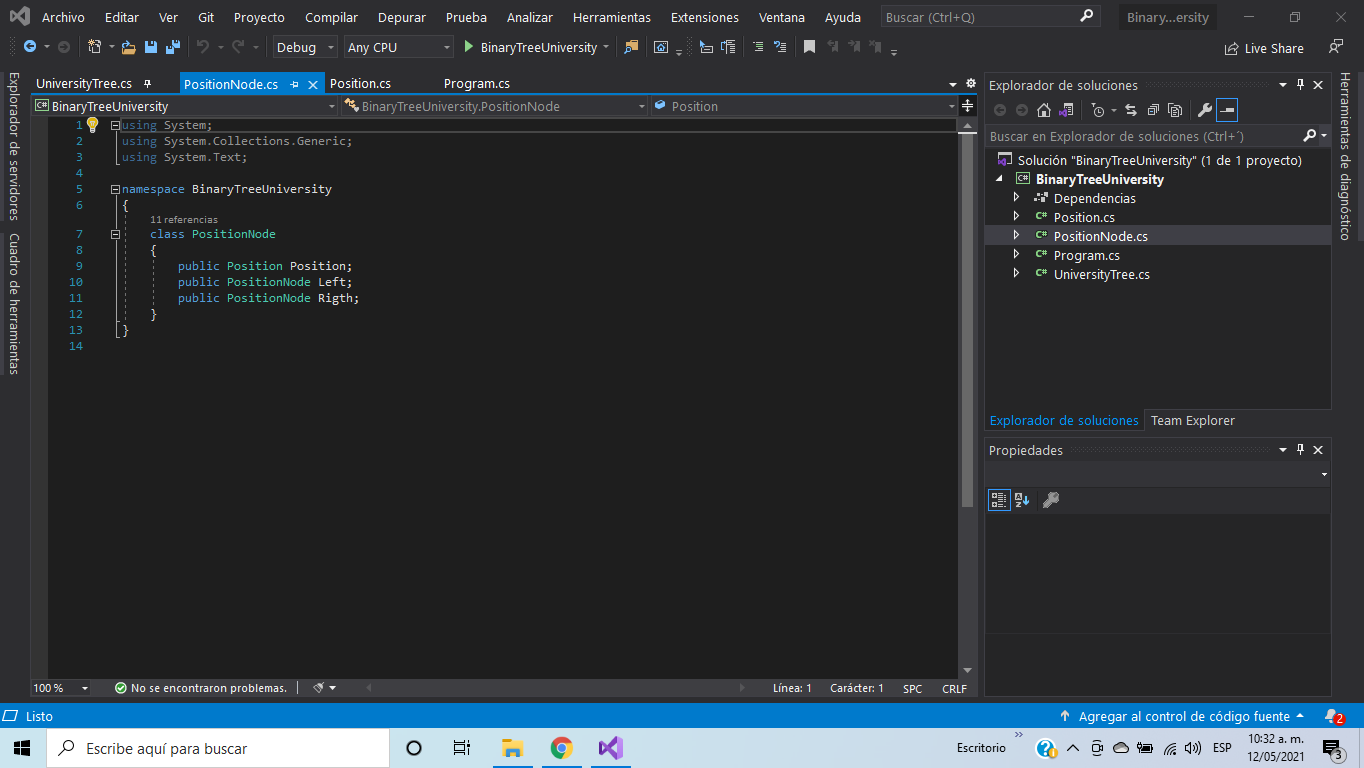 Archivo Editar Ver Git Proyecto Compilar Depurar Prueba Analizar Herramientas Extensiones Ventana Ayuda Buscar (Ctrl+Q) Binary...ersity
Debug Any CPU BinaryTreeUniversity Live Share
Explorador de servidores
Cuadro de herramientas
UniversityTree.cs PositionNode.cs Position.cs Program.cs
BinaryTreeUniversity BinaryTreeUniversity.PositionNode Position
1 using System;
2 using System.Collections.Generic;
3 using System.Text;
4
5 namespace BinaryTreeUniversity
6 {
11 referencias
7 class PositionNode
8 {
9 public Position Position;
10 public PositionNode Left;
11 public PositionNode Rigth;
12 }
13 }
14
100 % No se encontraron problemas. Línea: 1 Carácter: 1 SPC CRLF
Explorador de soluciones
Buscar en Explorador de soluciones (Ctrl+´)
Solución "BinaryTreeUniversity" (1 de 1 proyecto)
C# BinaryTreeUniversity
Dependencias
C# Position.cs
C# PositionNode.cs
C# Program.cs
C# UniversityTree.cs
Explorador de soluciones Team Explorer
Propiedades
Herramientas de diagnóstico
Listo Agregar al control de código fuente 2
Escribe aquí para buscar Escritorio ESP 10:32 a. m.
12/05/2021 3